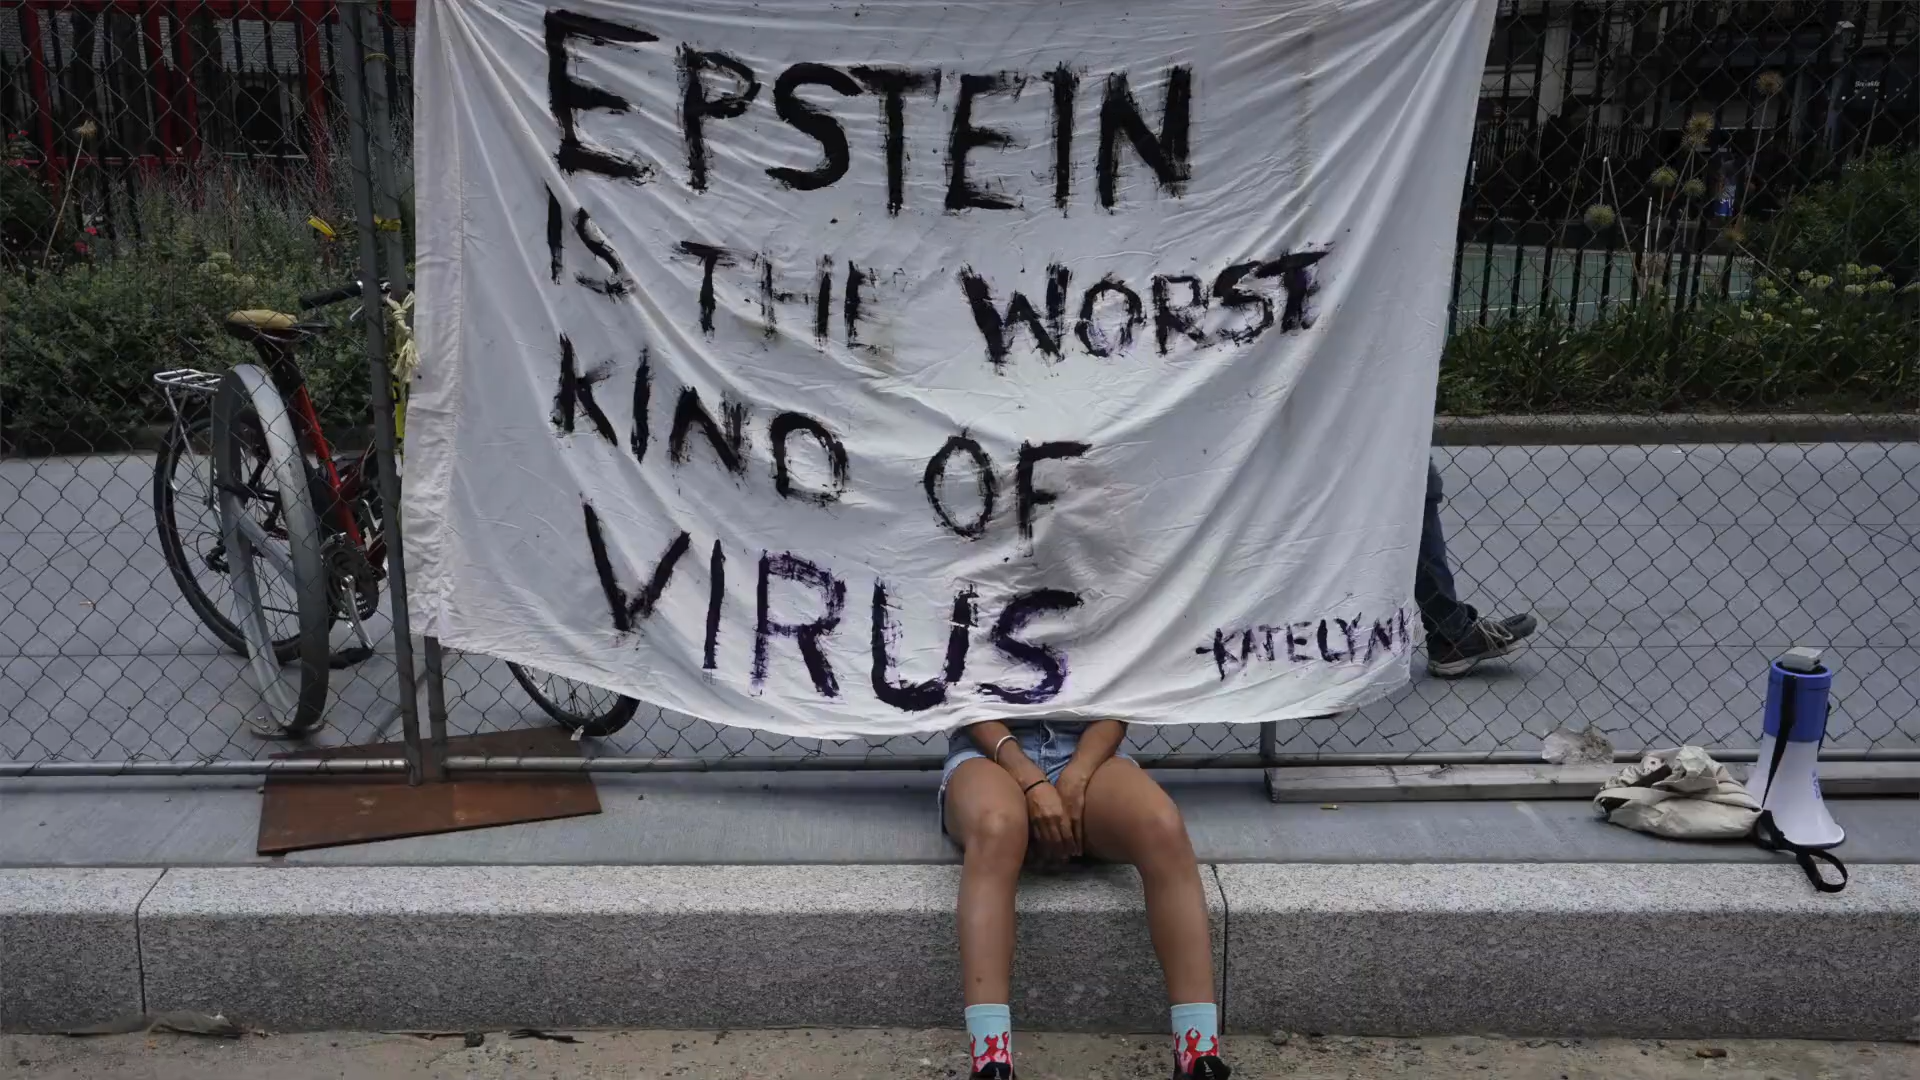 EPSTEIN
IS THE WORST
KIND OF
VIRUS
-KATELYN